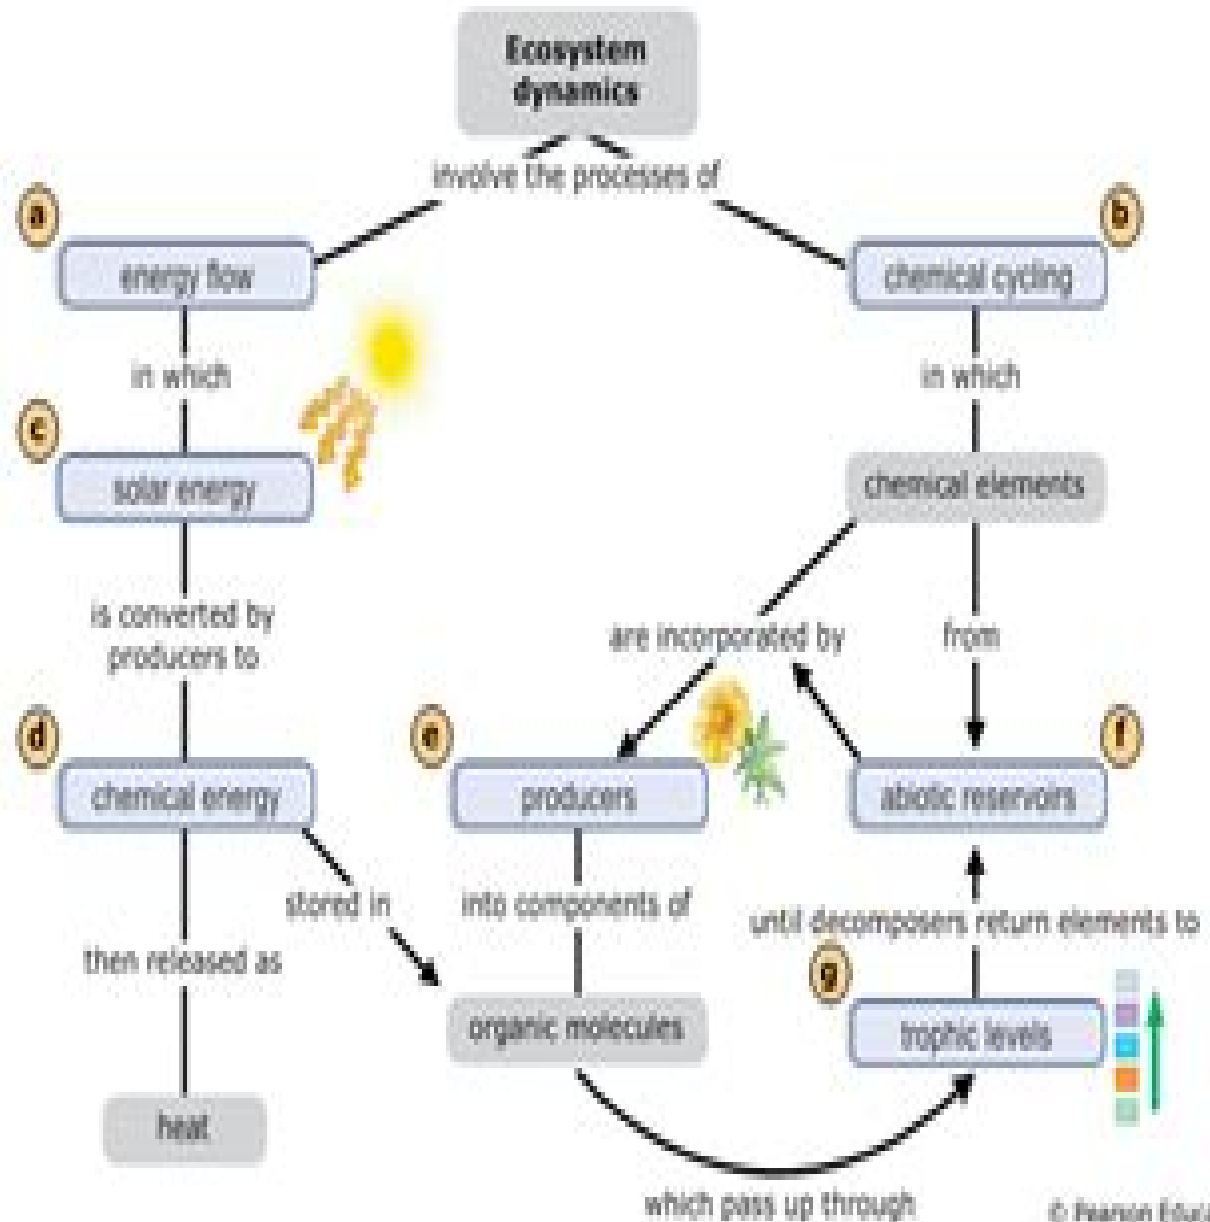 Ecosystem
dynamics
involve the processes of
a
energy flow
b
chemical cycling
in which
in which
c
solar energy
chemical elements
is converted by
producers to
are incorporated by
from
d
chemical energy
e
producers
f
abiotic reservoirs
stored in
into components of
until decomposers return elements to
then released as
g
organic molecules
trophic levels
heat
which pass up through
© Pearson Educa